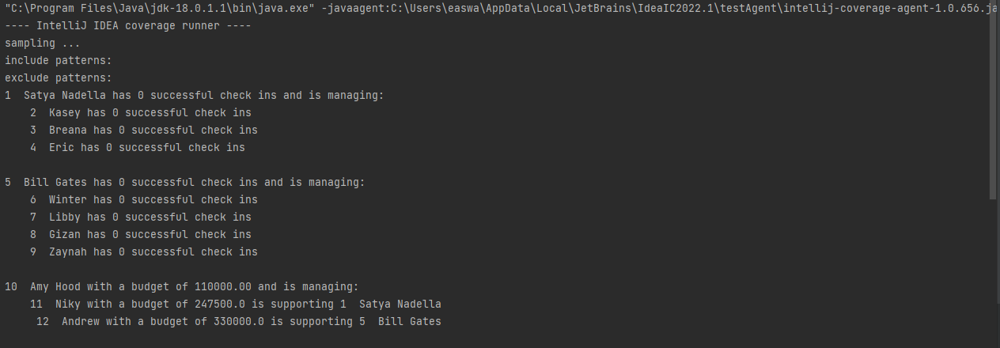 "C:\Program Files\Java\jdk-18.0.1.1\bin\java.exe" -javaagent:C:\Users\easwa\AppData\Local\JetBrains\IdeaIC2022.1\testAgent\intellij-coverage-agent-1.0.656.ja
---- IntelliJ IDEA coverage runner ----
sampling ...
include patterns:
exclude patterns:
1  Satya Nadella has 0 successful check ins and is managing:
    2  Kasey has 0 successful check ins
    3  Breana has 0 successful check ins
    4  Eric has 0 successful check ins
5  Bill Gates has 0 successful check ins and is managing:
    6  Winter has 0 successful check ins
    7  Libby has 0 successful check ins
    8  Gizan has 0 successful check ins
    9  Zaynah has 0 successful check ins
10  Amy Hood with a budget of 110000.00 and is managing:
    11  Niky with a budget of 247500.0 is supporting 1  Satya Nadella
     12  Andrew with a budget of 330000.0 is supporting 5  Bill Gates